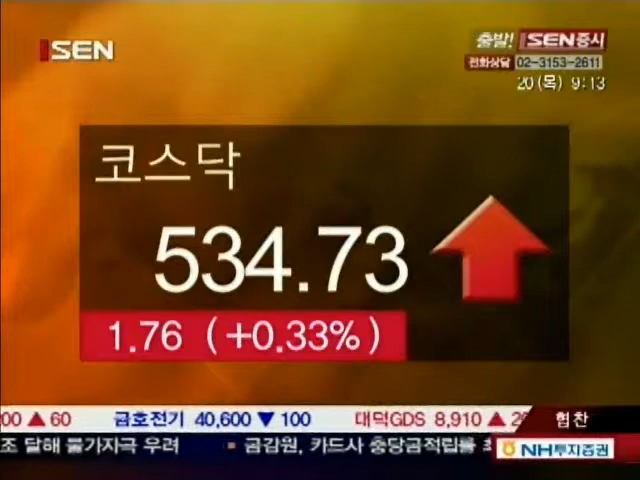 SEN
출발! SEN증시
전화상담 02-3153-2611
20(목) 9:13
코스닥
534.73
1.76 (+0.33%)
00 ▲ 60 금호전기 40,600 ▼ 100 대덕GDS 8,910 ▲ 협찬
조 달해 물가자극 우려 ▪ 금감원, 카드사 충당금적립률 NH투자증권